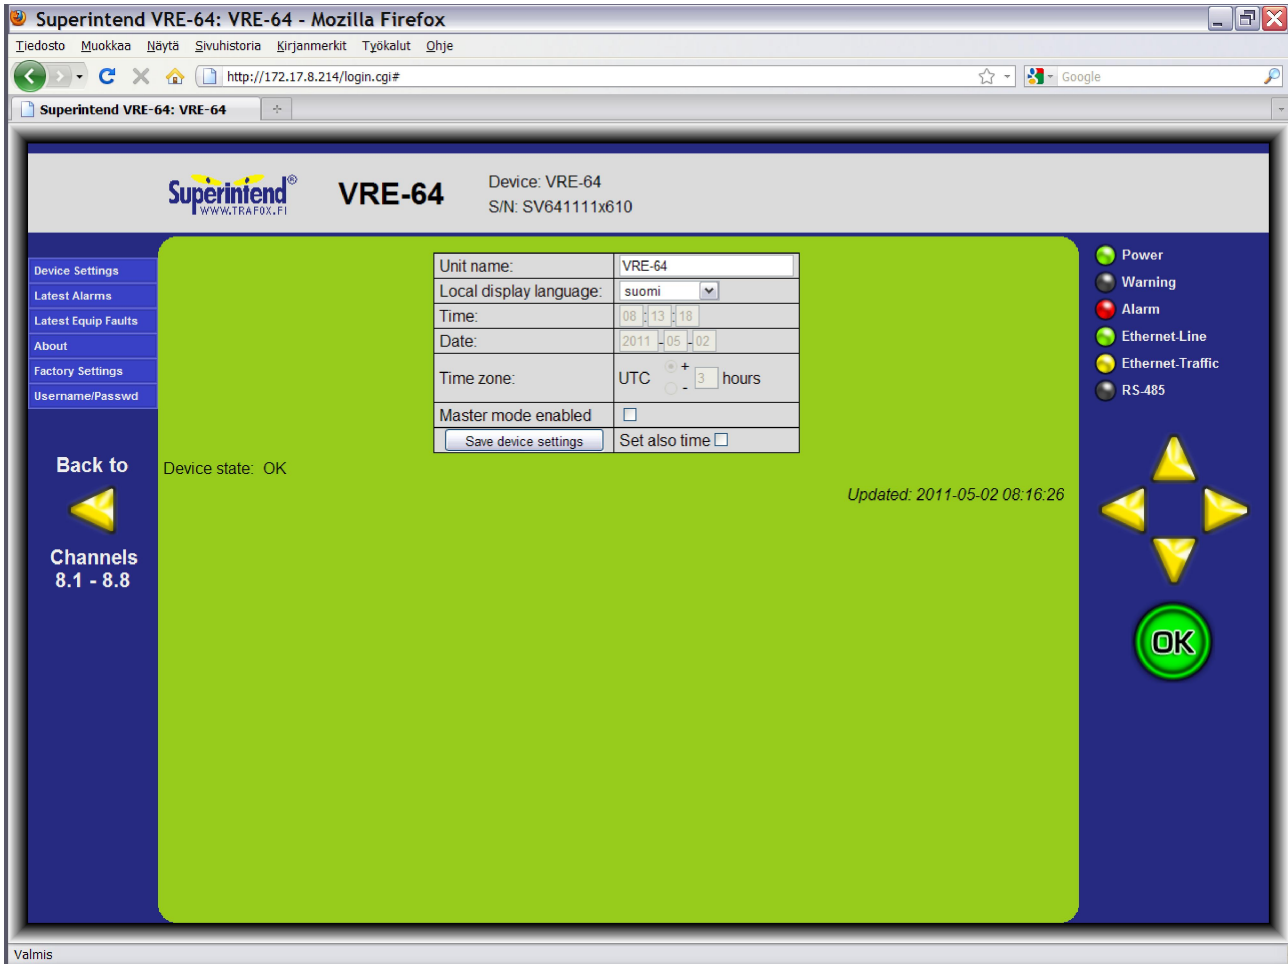 Superintend VRE-64: VRE-64 - Mozilla Firefox
Tiedosto Muokkaa Näytä Sivuhistoria Kirjanmerkit Työkalut Ohje
http://172.17.8.214/login.cgi#
Google
Superintend VRE-64: VRE-64
Superintend®
WWW.TRAFOX.FI
VRE-64
Device: VRE-64
S/N: SV641111x610
Device Settings
Latest Alarms
Latest Equip Faults
About
Factory Settings
Username/Passwd
Back to
Channels
8.1 - 8.8
Unit name: VRE-64
Local display language: suomi
Time: 08 : 13 : 18
Date: 2011 - 05 - 02
Time zone: UTC + - 3 hours
Master mode enabled
Save device settings Set also time
Device state: OK
Updated: 2011-05-02 08:16:26
Power
Warning
Alarm
Ethernet-Line
Ethernet-Traffic
RS-485
OK
Valmis